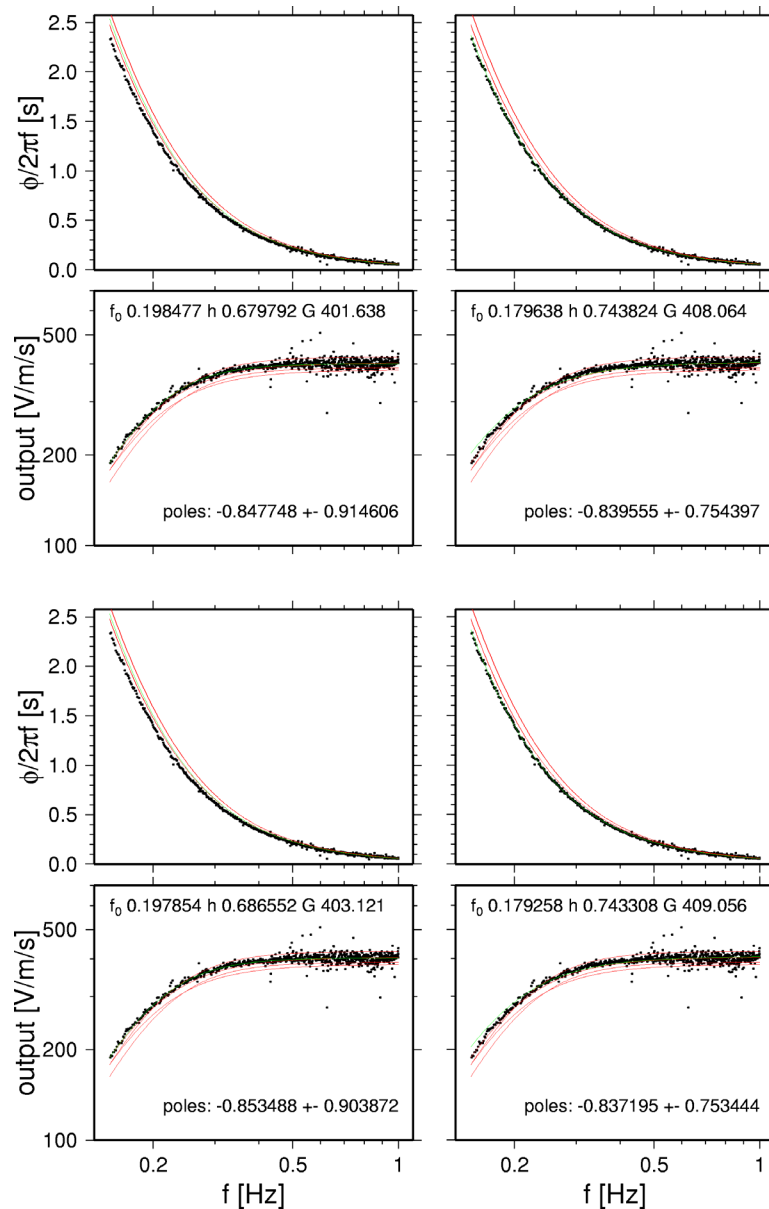 2.5
2.0
1.5
1.0
0.5
0.0
ϕ/2πf [s]
f₀ 0.198477 h 0.679792 G 401.638
f₀ 0.179638 h 0.743824 G 408.064
500
200
100
output [V/m/s]
poles: -0.847748 +- 0.914606
poles: -0.839555 +- 0.754397
2.5
2.0
1.5
1.0
0.5
0.0
ϕ/2πf [s]
f₀ 0.197854 h 0.686552 G 403.121
f₀ 0.179258 h 0.743308 G 409.056
500
200
100
output [V/m/s]
poles: -0.853488 +- 0.903872
poles: -0.837195 +- 0.753444
0.2 0.5 1
0.2 0.5 1
f [Hz]
f [Hz]